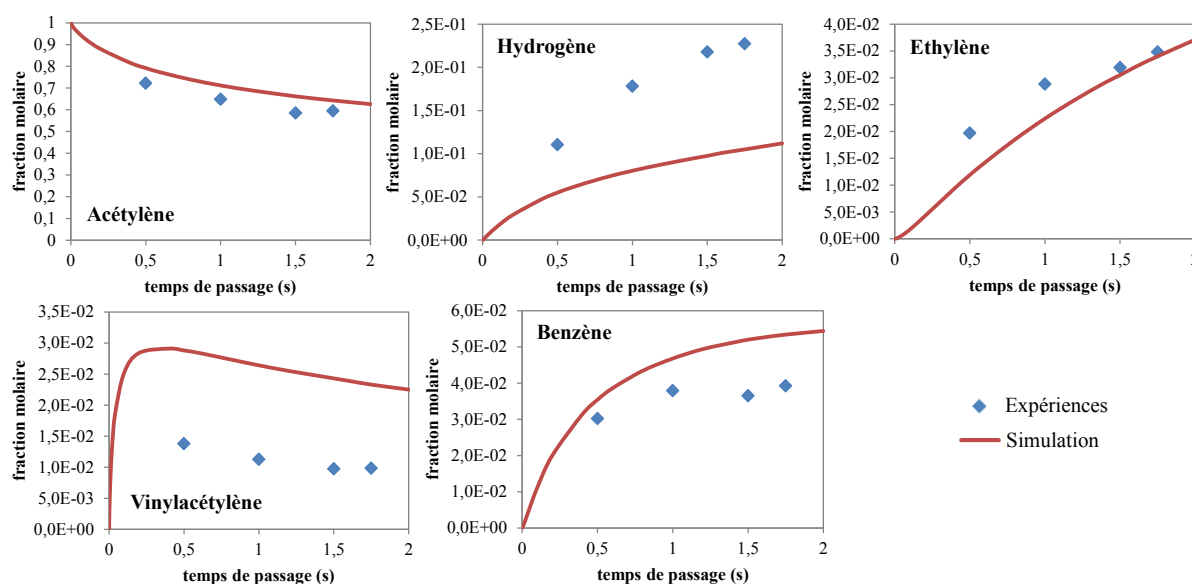 fraction molaire
1
0,9
0,8
0,7
0,6
0,5
0,4
0,3
0,2
0,1
0
Acétylène
0 0,5 1 1,5 2
temps de passage (s)
fraction molaire
2,5E-01
2,0E-01
1,5E-01
1,0E-01
5,0E-02
0,0E+00
Hydrogène
0 0,5 1 1,5 2
temps de passage (s)
fraction molaire
4,0E-02
3,5E-02
3,0E-02
2,5E-02
2,0E-02
1,5E-02
1,0E-02
5,0E-03
0,0E+00
Ethylène
0 0,5 1 1,5
temps de passage (s)
fraction molaire
3,5E-02
3,0E-02
2,5E-02
2,0E-02
1,5E-02
1,0E-02
5,0E-03
0,0E+00
Vinylacétylène
0 0,5 1 1,5 2
temps de passage (s)
fraction molaire
6,0E-02
5,0E-02
4,0E-02
3,0E-02
2,0E-02
1,0E-02
0,0E+00
Benzène
0 0,5 1 1,5 2
temps de passage (s)
Expériences
Simulation